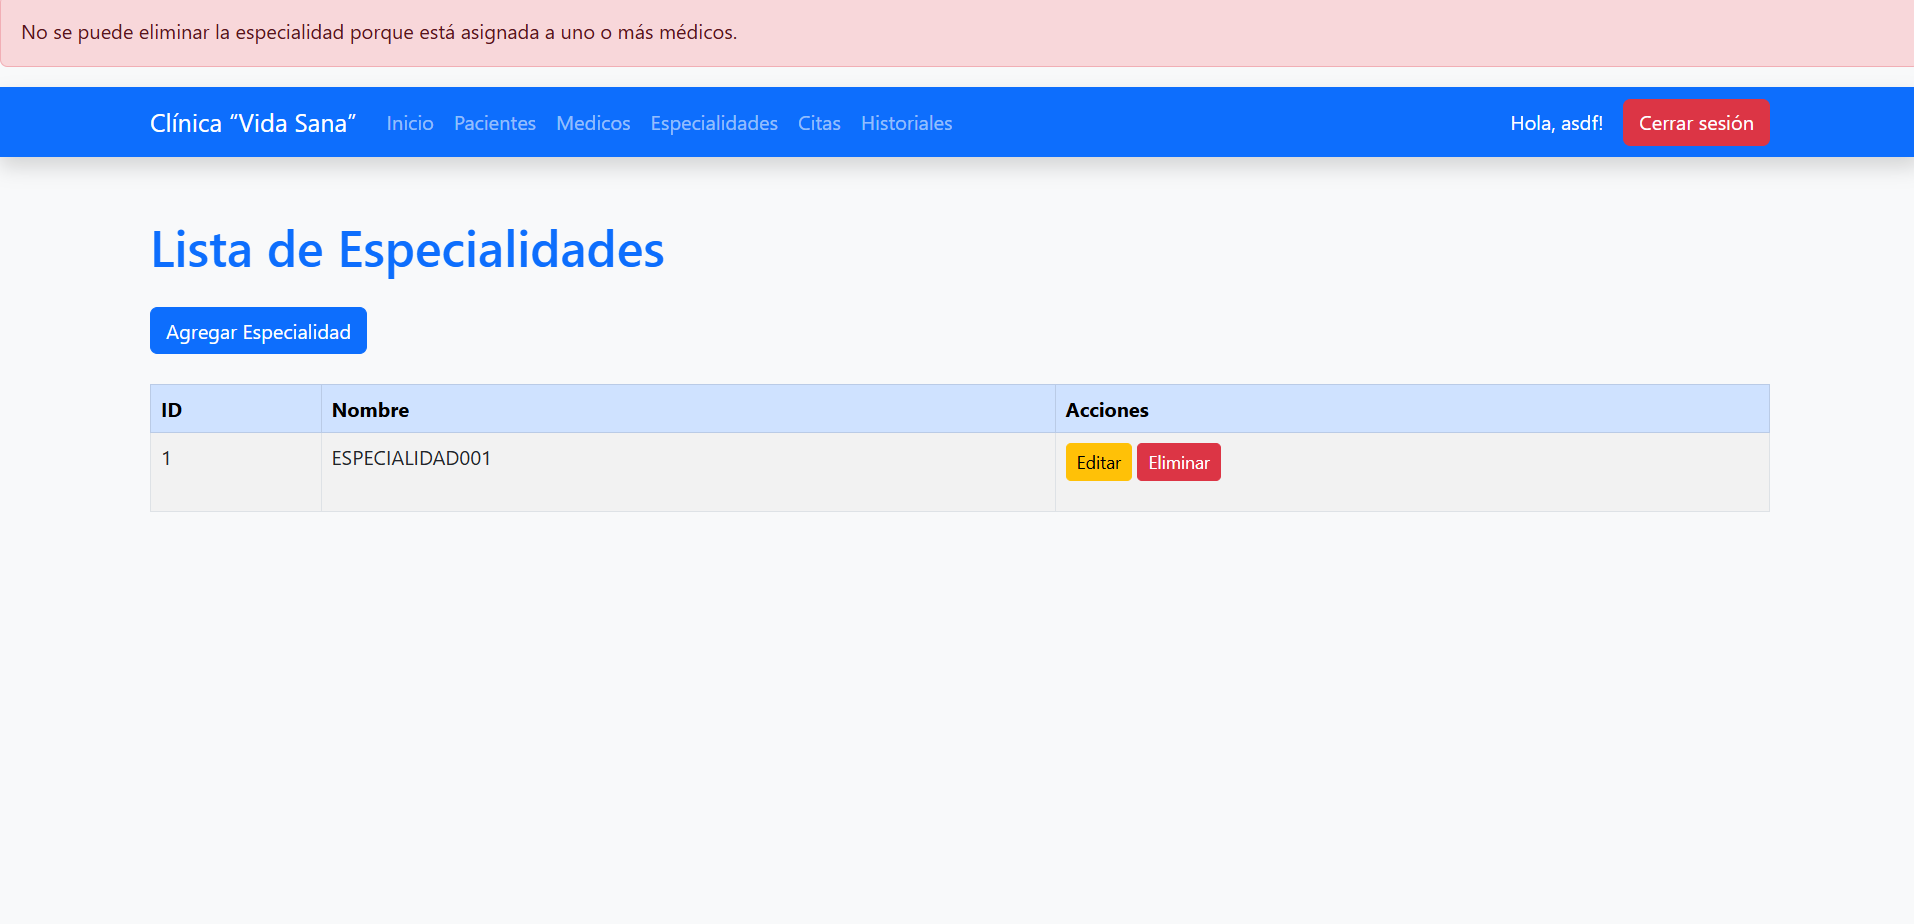 No se puede eliminar la especialidad porque está asignada a uno o más médicos.
Clínica “Vida Sana” Inicio Pacientes Medicos Especialidades Citas Historiales Hola, asdf! Cerrar sesión
Lista de Especialidades
Agregar Especialidad
ID Nombre Acciones
1 ESPECIALIDAD001 Editar Eliminar